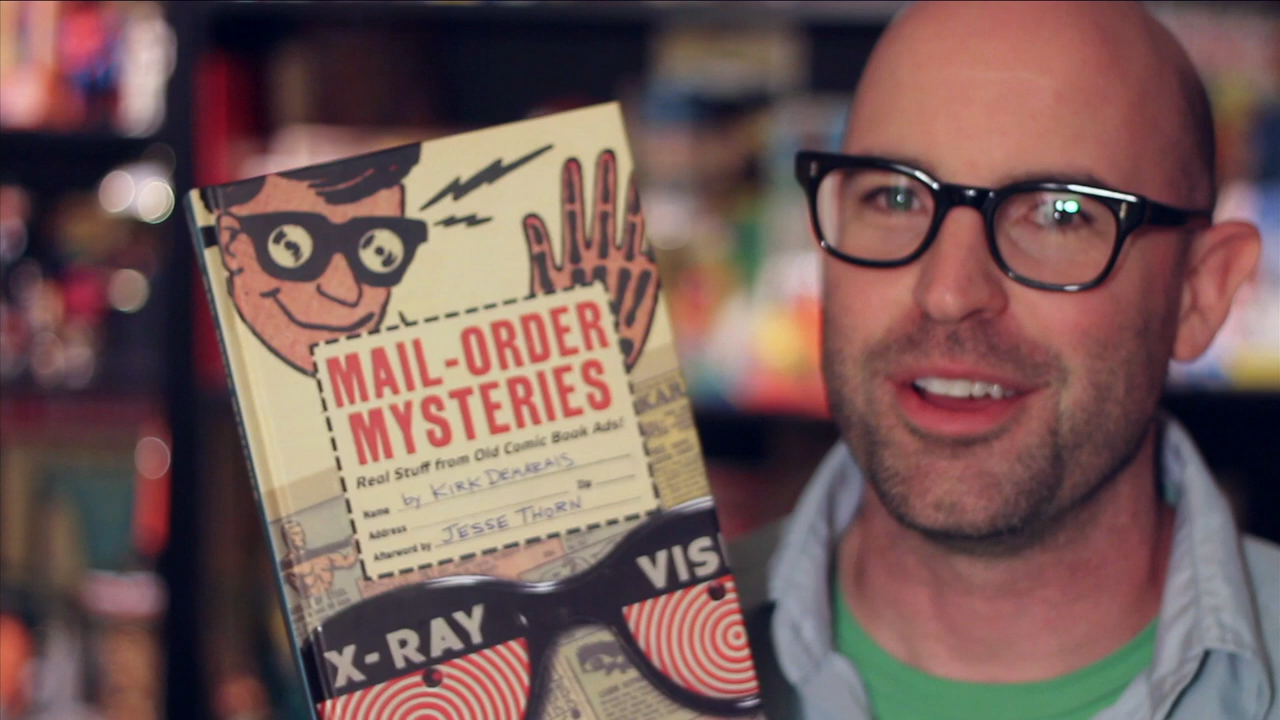 MAIL-ORDER
MYSTERIES
Real Stuff from Old Comic Book Ads!
Name by KIRK DEMARAIS
Address Zip
Afterword by JESSE THORN
X-RAY VIS